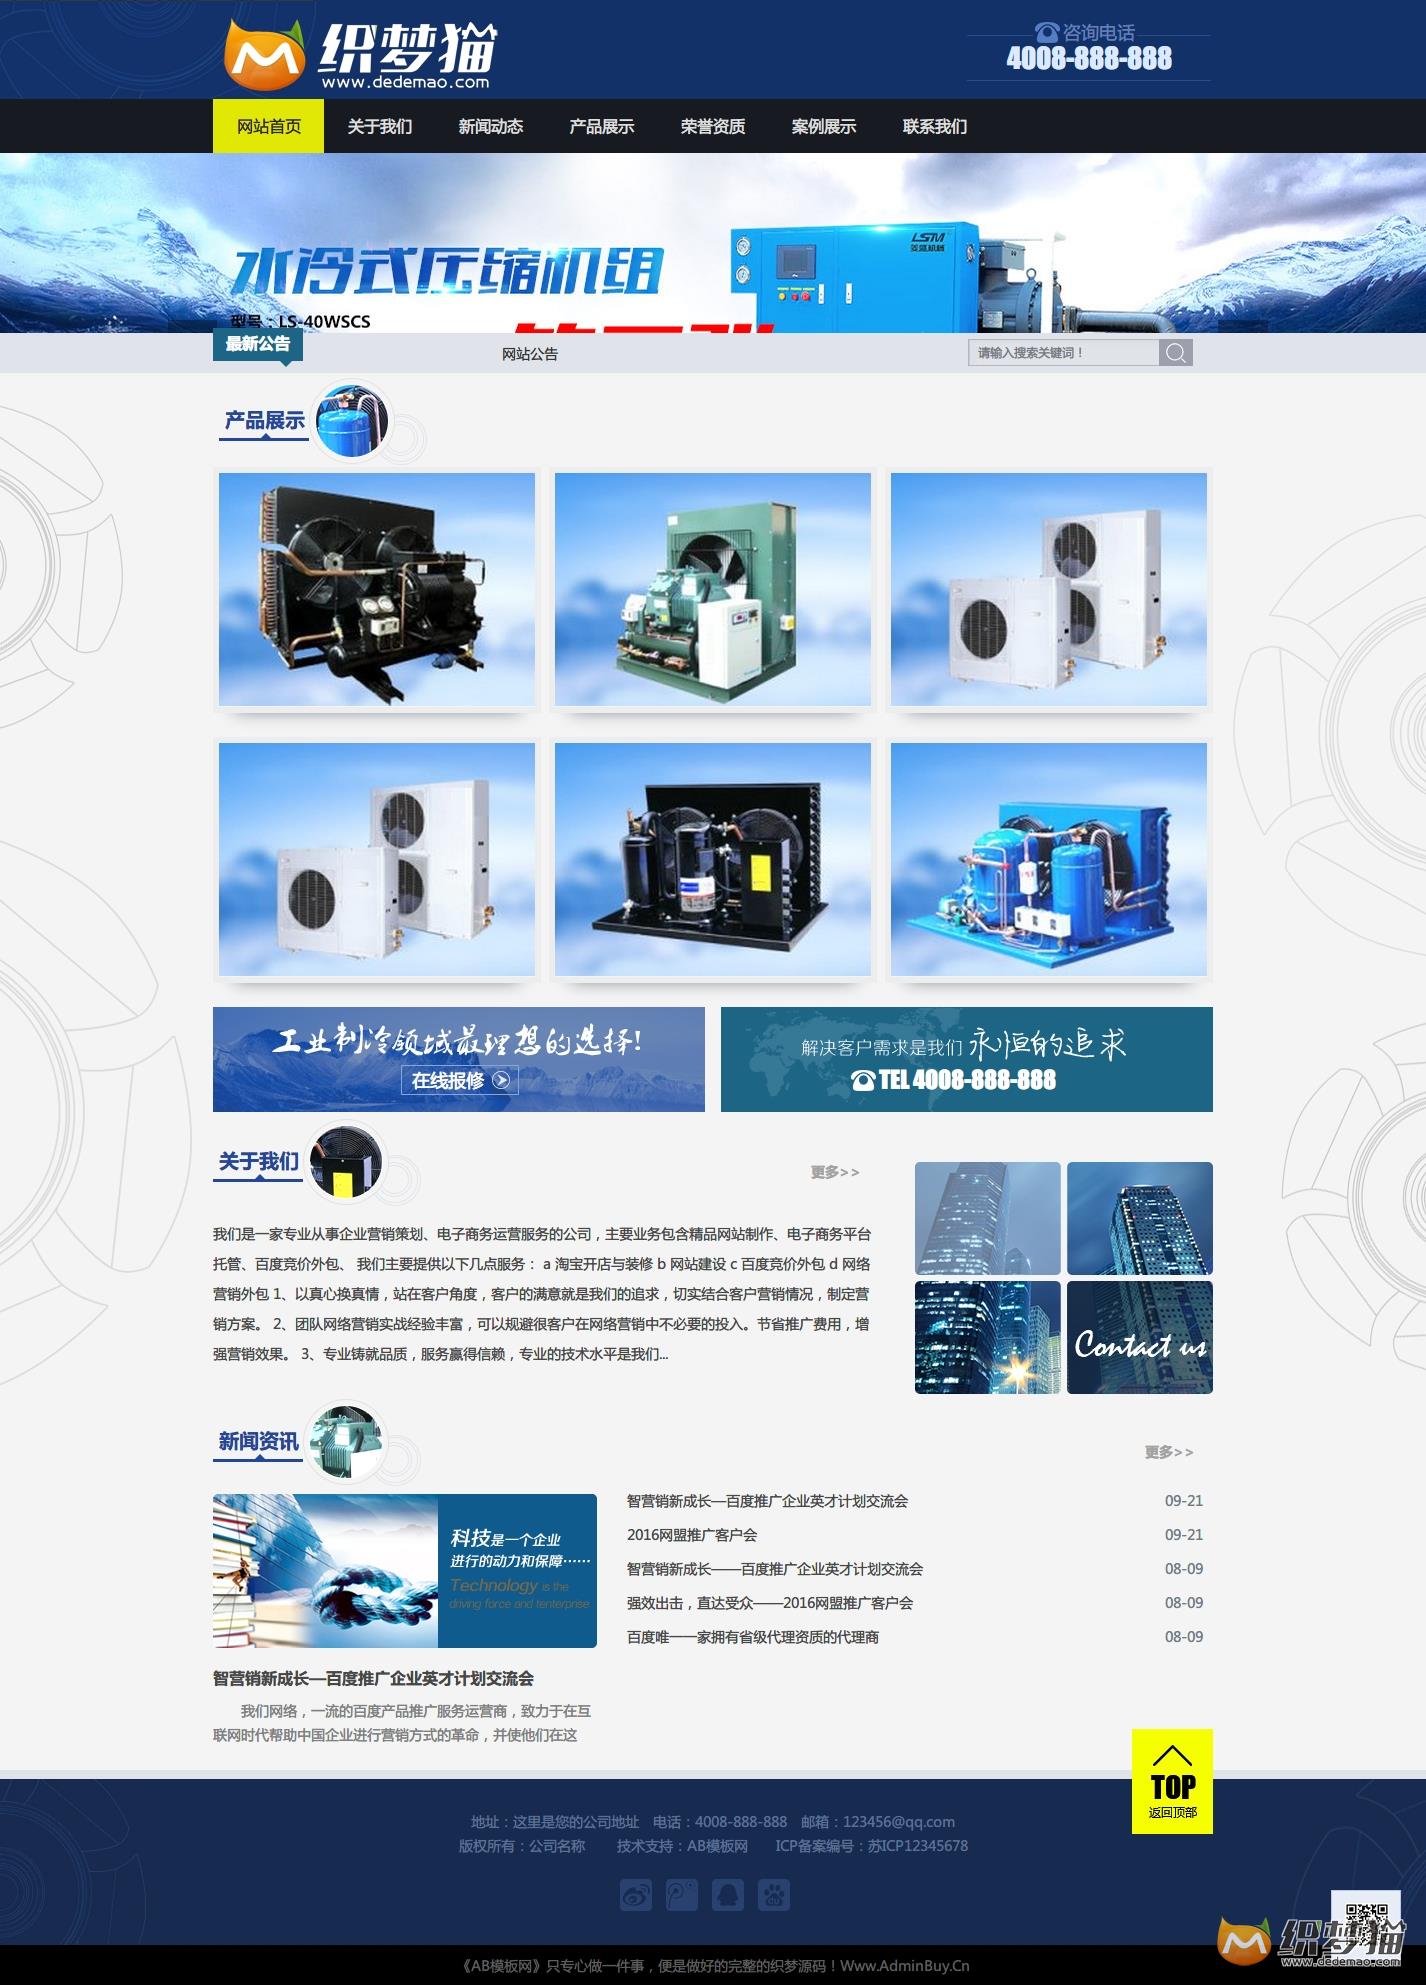 织梦猫
www.dedemao.com
咨询电话
4008-888-888
网站首页 关于我们 新闻动态 产品展示 荣誉资质 案例展示 联系我们
水冷式压缩机组
LSM
型号：LS-40WSCS
最新公告
网站公告
请输入搜索关键词！
产品展示
工业制冷领域最理想的选择!
在线报修
解决客户需求是我们 永恒的追求
TEL 4008-888-888
关于我们
更多>>
我们是一家专业从事企业营销策划、电子商务运营服务的公司，主要业务包含精品网站制作、电子商务平台
托管、百度竞价外包、 我们主要提供以下几点服务： a 淘宝开店与装修 b 网站建设 c 百度竞价外包 d 网络
营销外包 1、以真心换真情，站在客户角度，客户的满意就是我们的追求，切实结合客户营销情况，制定营
销方案。 2、团队网络营销实战经验丰富，可以规避很客户在网络营销中不必要的投入。节省推广费用，增
强营销效果。 3、专业铸就品质，服务赢得信赖，专业的技术水平是我们...
Contact us
新闻资讯
更多>>
科技是一个企业
进行的动力和保障……
Technology is the
driving force and tenterprise
智营销新成长—百度推广企业英才计划交流会
我们网络，一流的百度产品推广服务运营商，致力于在互
联网时代帮助中国企业进行营销方式的革命，并使他们在这
智营销新成长—百度推广企业英才计划交流会 09-21
2016网盟推广客户会 09-21
智营销新成长——百度推广企业英才计划交流会 08-09
强效出击，直达受众——2016网盟推广客户会 08-09
百度唯一一家拥有省级代理资质的代理商 08-09
TOP
返回顶部
地址：这里是您的公司地址 电话：4008-888-888 邮箱：123456@qq.com
版权所有：公司名称 技术支持：AB模板网 ICP备案编号：苏ICP12345678
《AB模板网》只专心做一件事，便是做好的完整的织梦源码！Www.AdminBuy.Cn
织梦猫
www.dedemao.com